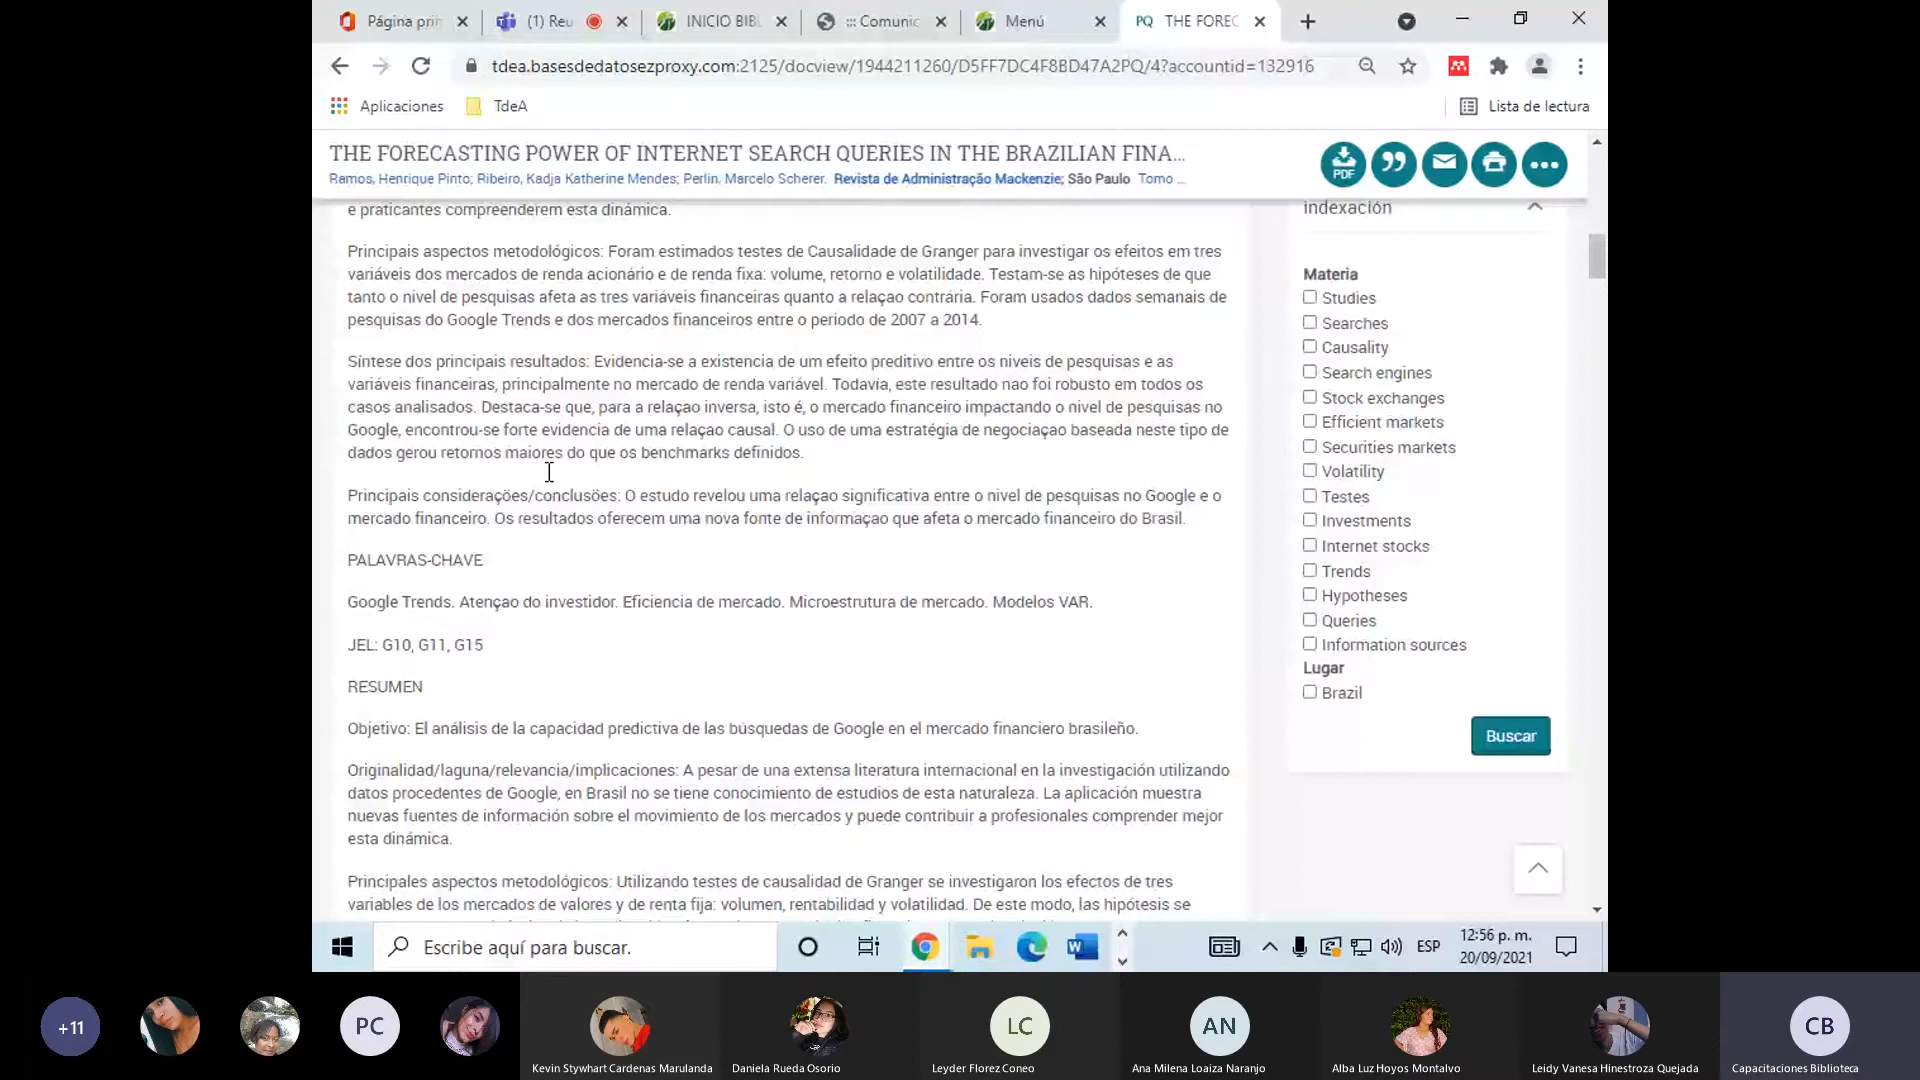 Página prin
(1) Reu
INICIO BIB
::: Comunic
Menú
PQ THE FOREC
tdea.basesdedatosezproxy.com:2125/docview/1944211260/D5FF7DC4F8BD47A2PQ/4?accountid=132916
Aplicaciones
TdeA
Lista de lectura
THE FORECASTING POWER OF INTERNET SEARCH QUERIES IN THE BRAZILIAN FINA...
Ramos, Henrique Pinto; Ribeiro, Kadja Katherine Mendes; Perlin, Marcelo Scherer. Revista de Administração Mackenzie; São Paulo Tomo ...
PDF
e praticantes compreenderem esta dinámica.
Principais aspectos metodológicos: Foram estimados testes de Causalidade de Granger para investigar os efeitos em tres
variáveis dos mercados de renda acionário e de renda fixa: volume, retorno e volatilidade. Testam-se as hipóteses de que
tanto o nivel de pesquisas afeta as tres variáveis financeiras quanto a relaçao contrária. Foram usados dados semanais de
pesquisas do Google Trends e dos mercados financeiros entre o periodo de 2007 a 2014.
Síntese dos principais resultados: Evidencia-se a existencia de um efeito preditivo entre os niveis de pesquisas e as
variáveis financeiras, principalmente no mercado de renda variável. Todavia, este resultado nao foi robusto em todos os
casos analisados. Destaca-se que, para a relaçao inversa, isto é, o mercado financeiro impactando o nivel de pesquisas no
Google, encontrou-se forte evidencia de uma relaçao causal. O uso de uma estratégia de negociaçao baseada neste tipo de
dados gerou retornos maiores do que os benchmarks definidos.
Principais considerações/conclusões: O estudo revelou uma relaçao significativa entre o nivel de pesquisas no Google e o
mercado financeiro. Os resultados oferecem uma nova fonte de informaçao que afeta o mercado financeiro do Brasil.
PALAVRAS-CHAVE
Google Trends. Atençao do investidor. Eficiencia de mercado. Microestrutura de mercado. Modelos VAR.
JEL: G10, G11, G15
RESUMEN
Objetivo: El análisis de la capacidad predictiva de las búsquedas de Google en el mercado financiero brasileño.
Originalidad/laguna/relevancia/implicaciones: A pesar de una extensa literatura internacional en la investigación utilizando
datos procedentes de Google, en Brasil no se tiene conocimiento de estudios de esta naturaleza. La aplicación muestra
nuevas fuentes de información sobre el movimiento de los mercados y puede contribuir a profesionales comprender mejor
esta dinámica.
Principales aspectos metodológicos: Utilizando testes de causalidad de Granger se investigaron los efectos de tres
variables de los mercados de valores y de renta fija: volumen, rentabilidad y volatilidad. De este modo, las hipótesis se
indexación
Materia
Studies
Searches
Causality
Search engines
Stock exchanges
Efficient markets
Securities markets
Volatility
Testes
Investments
Internet stocks
Trends
Hypotheses
Queries
Information sources
Lugar
Brazil
Buscar
Escribe aquí para buscar.
ESP
12:56 p. m.
20/09/2021
+11
PC
LC
AN
CB
Kevin Stywhart Cardenas Marulanda
Daniela Rueda Osorio
Leyder Florez Coneo
Ana Milena Loaiza Naranjo
Alba Luz Hoyos Montalvo
Leidy Vanesa Hinestroza Quejada
Capacitaciones Biblioteca